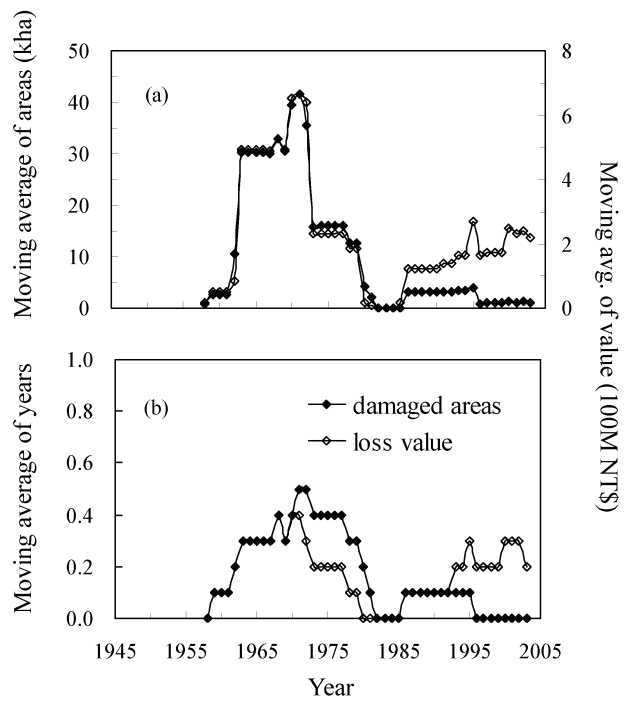 Moving average of areas (kha)
50
40
30
20
10
0
(a)
8
6
4
2
0
Moving avg. of value (100M NT$)
Moving average of years
1.0
0.8
0.6
0.4
0.2
0.0
(b)
damaged areas
loss value
1945 1955 1965 1975 1985 1995 2005
Year